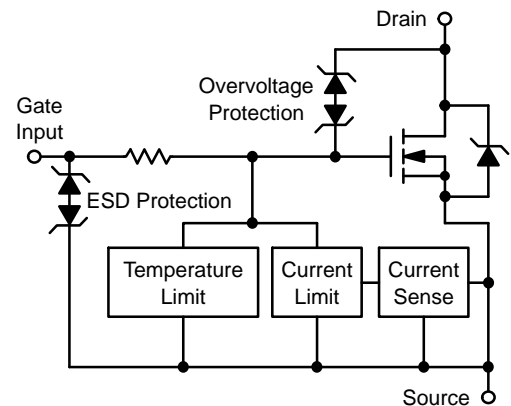 Drain
Overvoltage
Protection
Gate
Input
ESD Protection
Temperature
Limit
Current
Limit
Current
Sense
Source